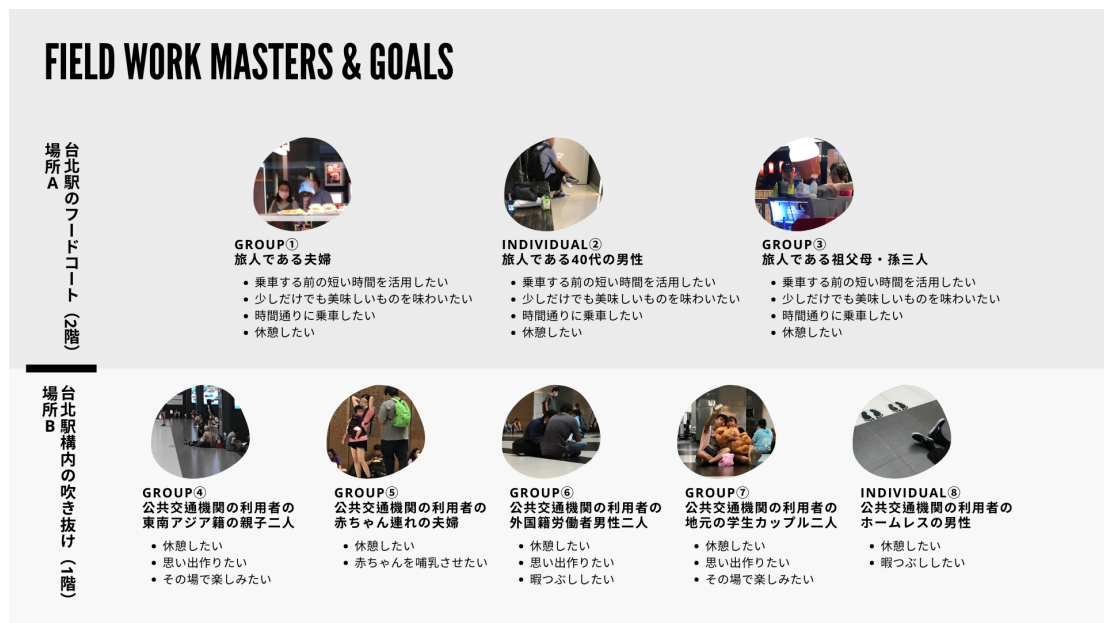 FIELD WORK MASTERS & GOALS
場所A
台北駅のフードコート（2階）
GROUP①
旅人である夫婦
• 乗車する前の短い時間を活用したい
• 少しだけでも美味しいものを味わいたい
• 時間通りに乗車したい
• 休憩したい
INDIVIDUAL②
旅人である40代の男性
• 乗車する前の短い時間を活用したい
• 少しだけでも美味しいものを味わいたい
• 時間通りに乗車したい
• 休憩したい
GROUP③
旅人である祖父母・孫三人
• 乗車する前の短い時間を活用したい
• 少しだけでも美味しいものを味わいたい
• 時間通りに乗車したい
• 休憩したい
場所B
台北駅構内の吹き抜け（1階）
GROUP④
公共交通機関の利用者の
東南アジア籍の親子二人
• 休憩したい
• 思い出作りたい
• その場で楽しみたい
GROUP⑤
公共交通機関の利用者の
赤ちゃん連れの夫婦
• 休憩したい
• 赤ちゃんを哺乳させたい
GROUP⑥
公共交通機関の利用者の
外国籍労働者男性二人
• 休憩したい
• 思い出作りたい
• 暇つぶししたい
GROUP⑦
公共交通機関の利用者の
地元の学生カップル二人
• 休憩したい
• 思い出作りたい
• その場で楽しみたい
INDIVIDUAL⑧
公共交通機関の利用者の
ホームレスの男性
• 休憩したい
• 暇つぶししたい